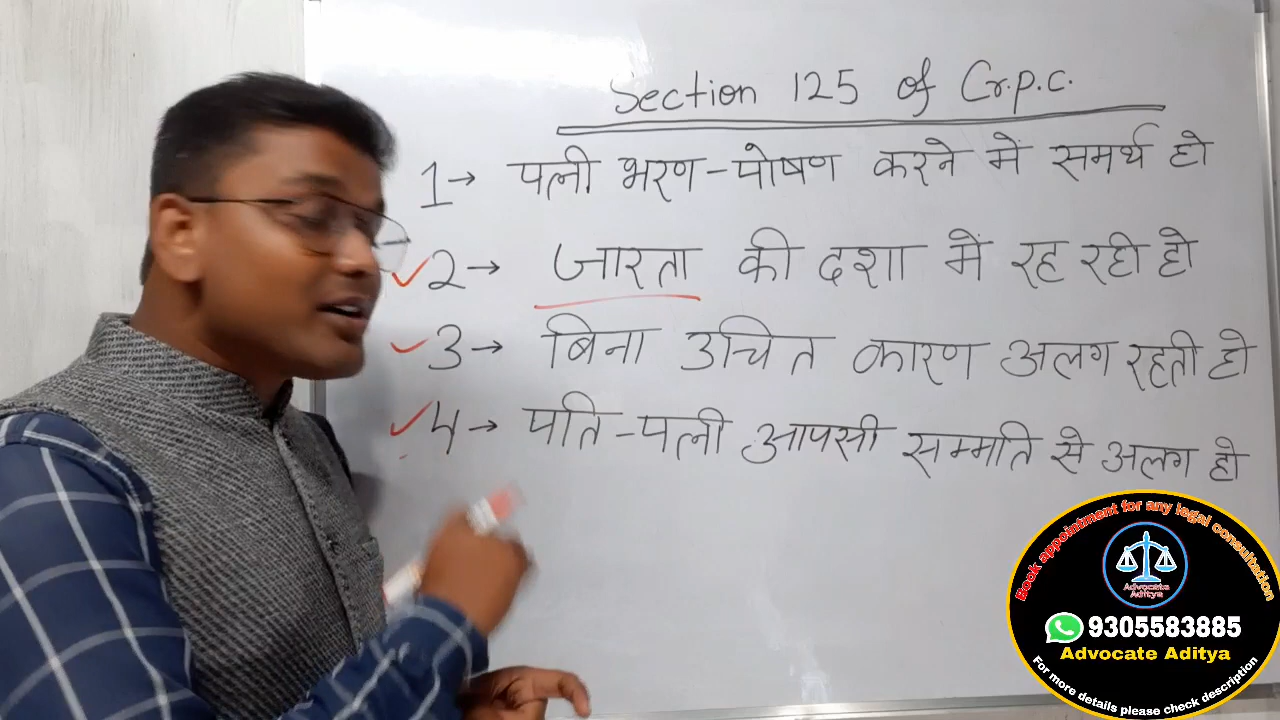 Section 125 of Cr.p.c.
1→ पत्नी भरण-पोषण करने में समर्थ हो
2→ जारता की दशा में रह रही हो
3→ बिना उचित कारण अलग रहती हो
4→ पति-पत्नी आपसी सम्मति से अलग हो
Book appointment for any legal consultation
Advocate
Aditya
9305583885
Advocate Aditya
For more details please check description